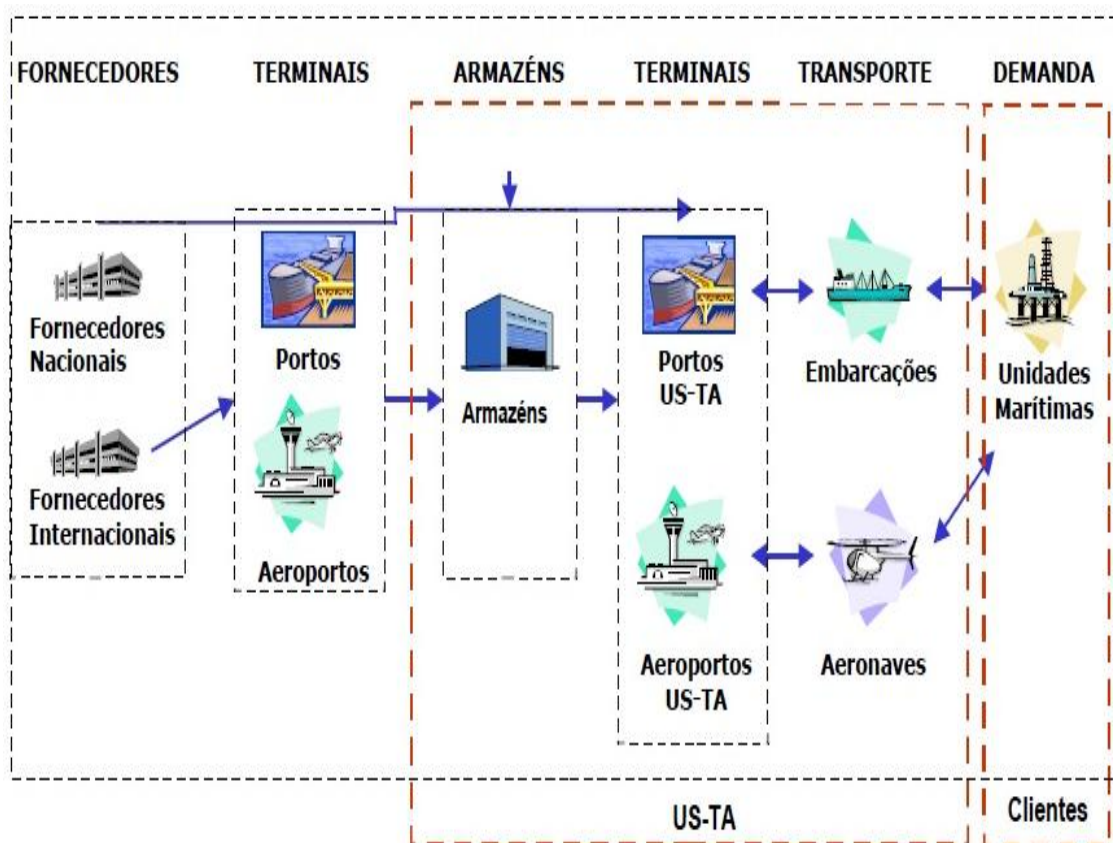 FORNECEDORES
TERMINAIS
ARMAZÉNS
TERMINAIS
TRANSPORTE
DEMANDA
Fornecedores
Nacionais
Fornecedores
Internacionais
Portos
Aeroportos
Armazéns
Portos
US-TA
Aeroportos
US-TA
Embarcações
Aeronaves
Unidades
Marítimas
US-TA
Clientes